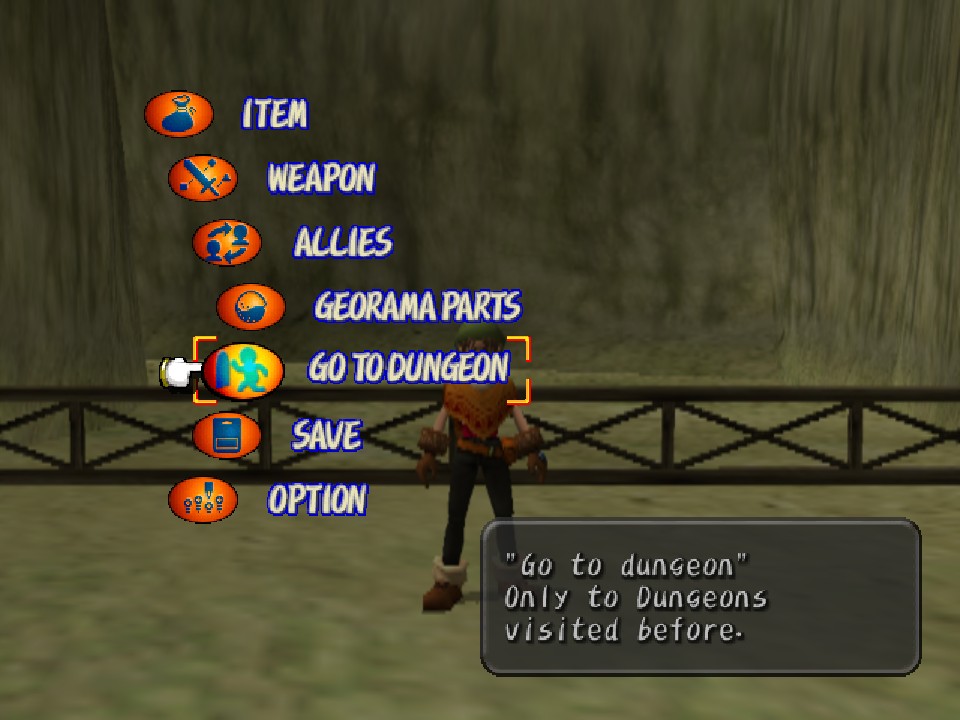 ITEM
WEAPON
ALLIES
GEORAMA PARTS
GO TO DUNGEON
SAVE
OPTION
"Go to dungeon"
Only to Dungeons
visited before.